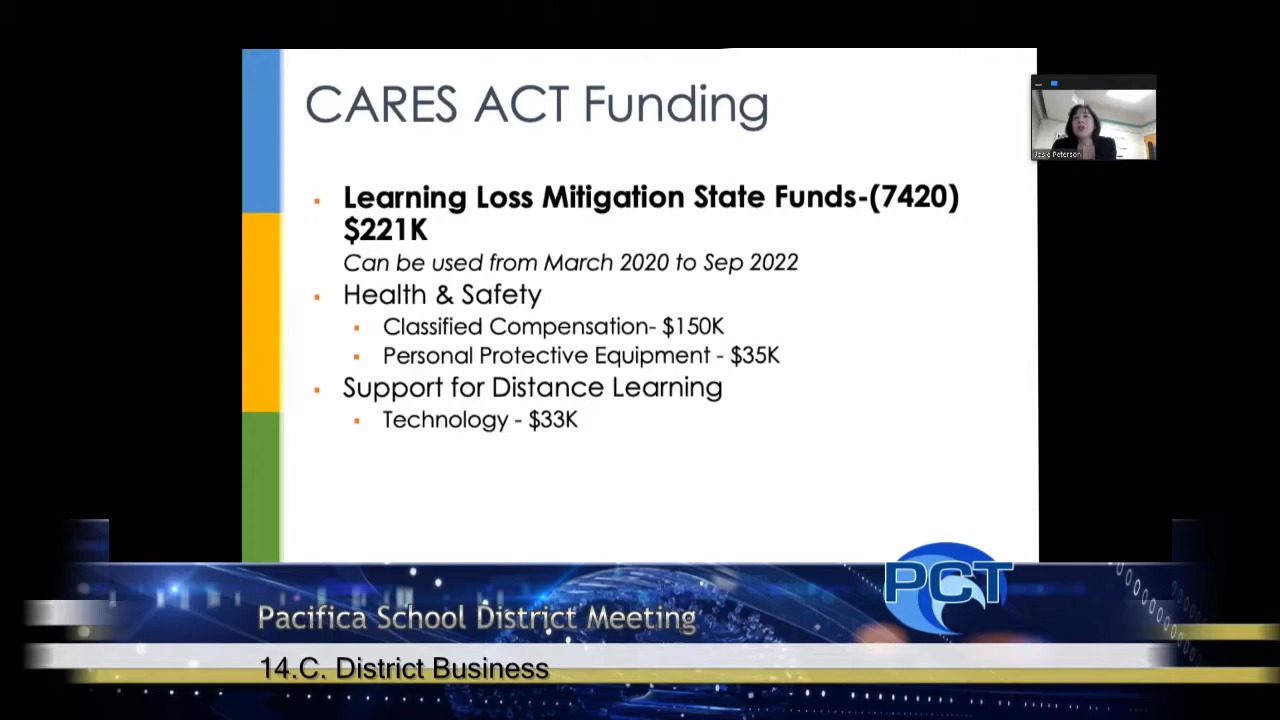 CARES ACT Funding
Learning Loss Mitigation State Funds-(7420)
$221K
Can be used from March 2020 to Sep 2022
Health & Safety
Classified Compensation- $150K
Personal Protective Equipment - $35K
Support for Distance Learning
Technology - $33K
Josie Peterson
PCT
Pacifica School District Meeting
14.C. District Business